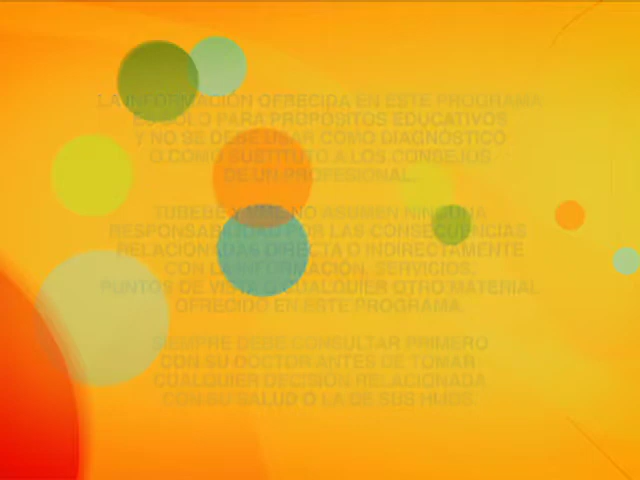 LA INFORMACIÓN OFRECIDA EN ESTE PROGRAMA
ES SOLO PARA PROPÓSITOS EDUCATIVOS
Y NO SE DEBE USAR COMO DIAGNÓSTICO
O COMO SUSTITUTO A LOS CONSEJOS
DE UN PROFESIONAL.
NO ASUMEN NINGUNA
RESPONSABILIDAD POR LAS CONSECUENCIAS
RELACIONADAS DIRECTA O INDIRECTAMENTE
CON LA INFORMACIÓN, SERVICIOS,
PUNTOS DE VISTA O CUALQUIER OTRO MATERIAL
OFRECIDO EN ESTE PROGRAMA.
SIEMPRE DEBE CONSULTAR PRIMERO
CON SU DOCTOR ANTES DE TOMAR
CUALQUIER DECISIÓN RELACIONADA
CON SU SALUD O LA DE SUS HIJOS.